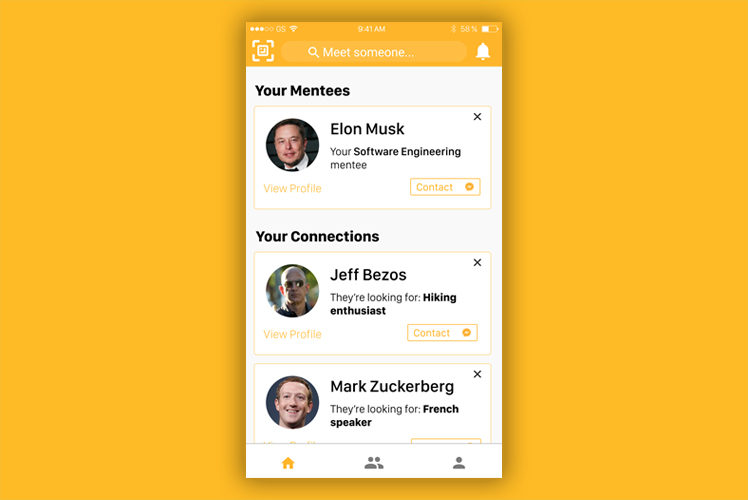 GS 9:41 AM 58%
Meet someone...
Your Mentees
Elon Musk
Your Software Engineering
mentee
View Profile Contact
Your Connections
Jeff Bezos
They're looking for: Hiking
enthusiast
View Profile Contact
Mark Zuckerberg
They're looking for: French
speaker
View Profile